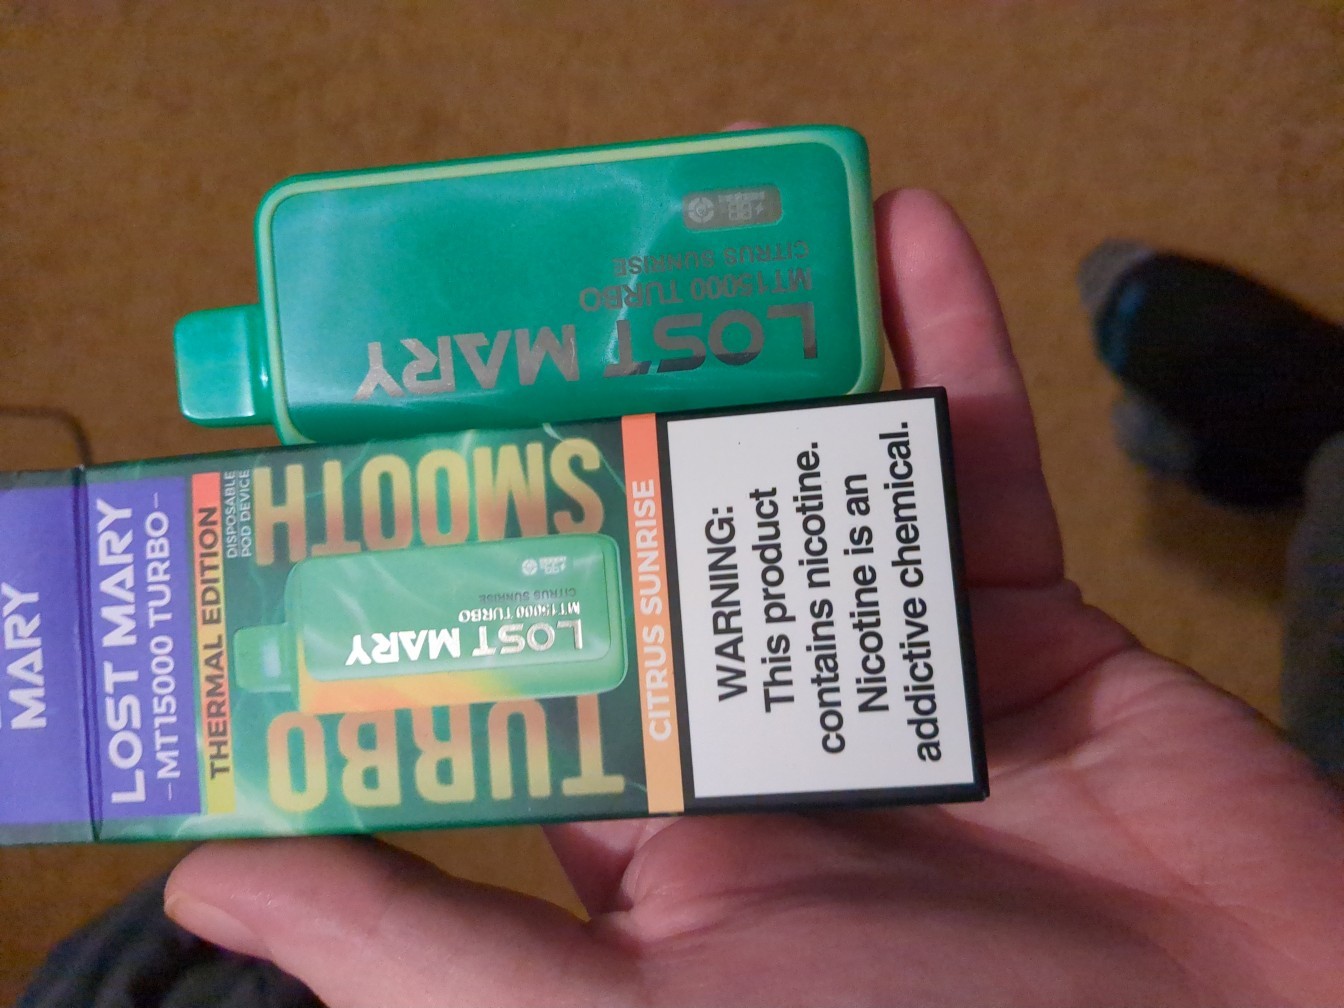 LOST MARY
MT15000 TURBO
CITRUS SUNRISE
MARY
LOST MARY
MT15000 TURBO
THERMAL EDITION
DISPOSABLE
POD DEVICE
TURBO
SMOOTH
LOST MARY
MT15000 TURBO
CITRUS SUNRISE
CITRUS SUNRISE
WARNING:
This product
contains nicotine.
Nicotine is an
addictive chemical.